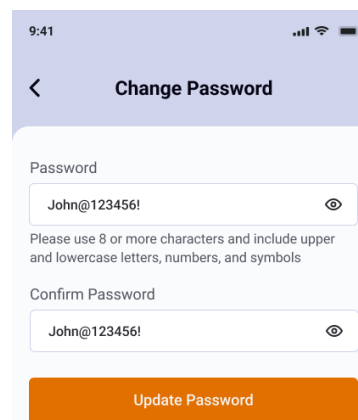 9:41
Change Password
Password
John@123456!
Please use 8 or more characters and include upper
and lowercase letters, numbers, and symbols
Confirm Password
John@123456!
Update Password